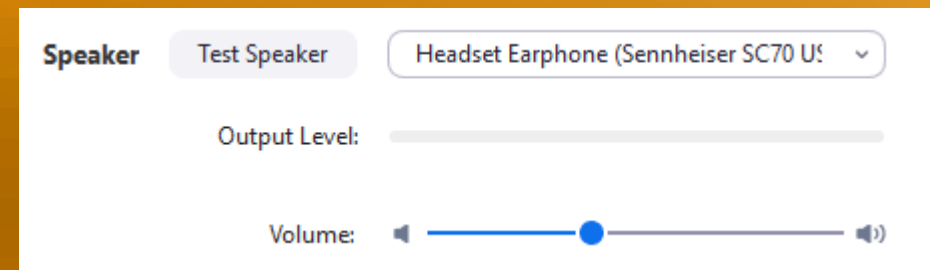 Speaker Test Speaker Headset Earphone (Sennheiser SC70 US
Output Level:
Volume: